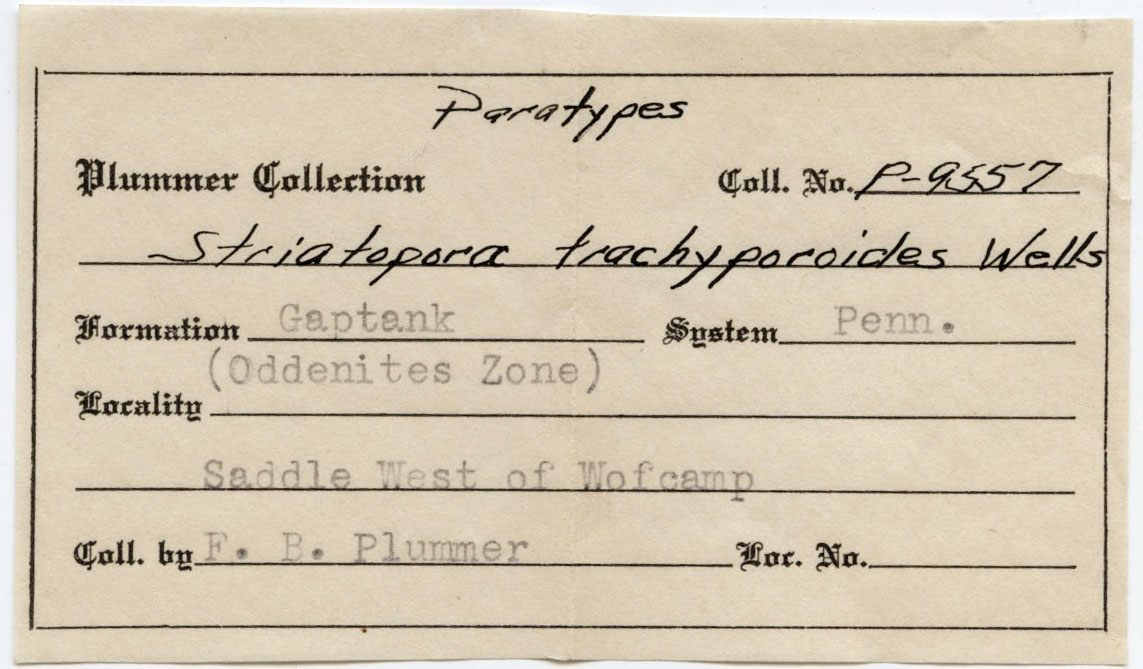 Paratypes
Plummer Collection Coll. No. P-9557
Striatopora trachyporoides Wells
Formation Gaptank System Penn.
(Oddenites Zone)
Locality
Saddle West of Wofcamp
Coll. by F. B. Plummer Loc. No.